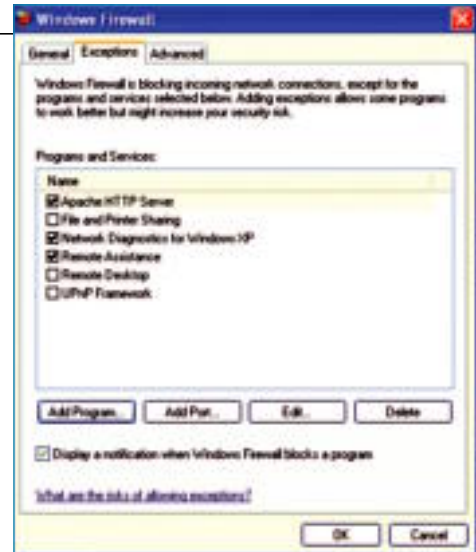 Windows Firewall
General Exceptions Advanced
Windows Firewall is blocking incoming network connections, except for the
programs and services selected below. Adding exceptions allows some programs
to work better but might increase your security risk.
Programs and Services:
Name
Apache HTTP Server
File and Printer Sharing
Network Diagnostics for Windows XP
Remote Assistance
Remote Desktop
UPnP Framework
Add Program... Add Port... Edit... Delete
Display a notification when Windows Firewall blocks a program
What are the risks of allowing exceptions?
OK Cancel